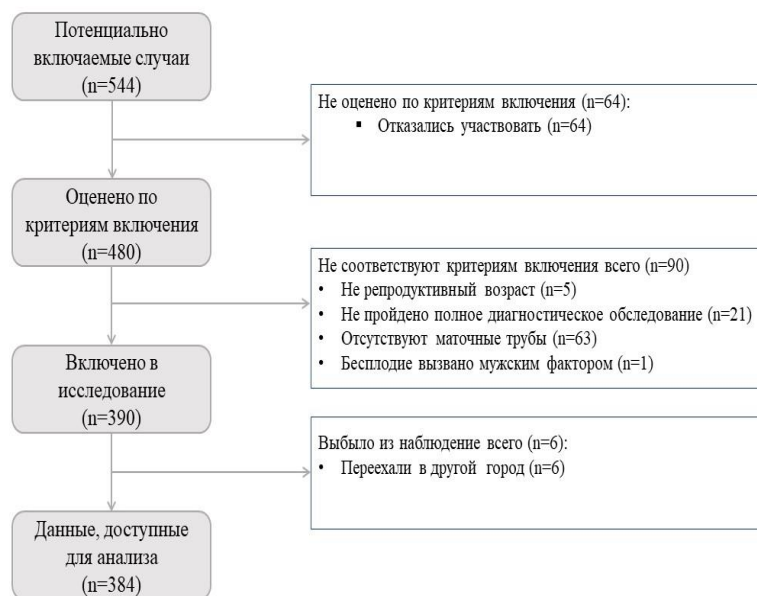 Потенциально
включаемые случаи
(n=544)
Не оценено по критериям включения (n=64):
▪ Отказались участвовать (n=64)
Оценено по
критериям включения
(n=480)
Не соответствуют критериям включения всего (n=90)
• Не репродуктивный возраст (n=5)
• Не пройдено полное диагностическое обследование (n=21)
• Отсутствуют маточные трубы (n=63)
• Бесплодие вызвано мужским фактором (n=1)
Включено в
исследование
(n=390)
Выбыло из наблюдение всего (n=6):
• Переехали в другой город (n=6)
Данные, доступные
для анализа
(n=384)